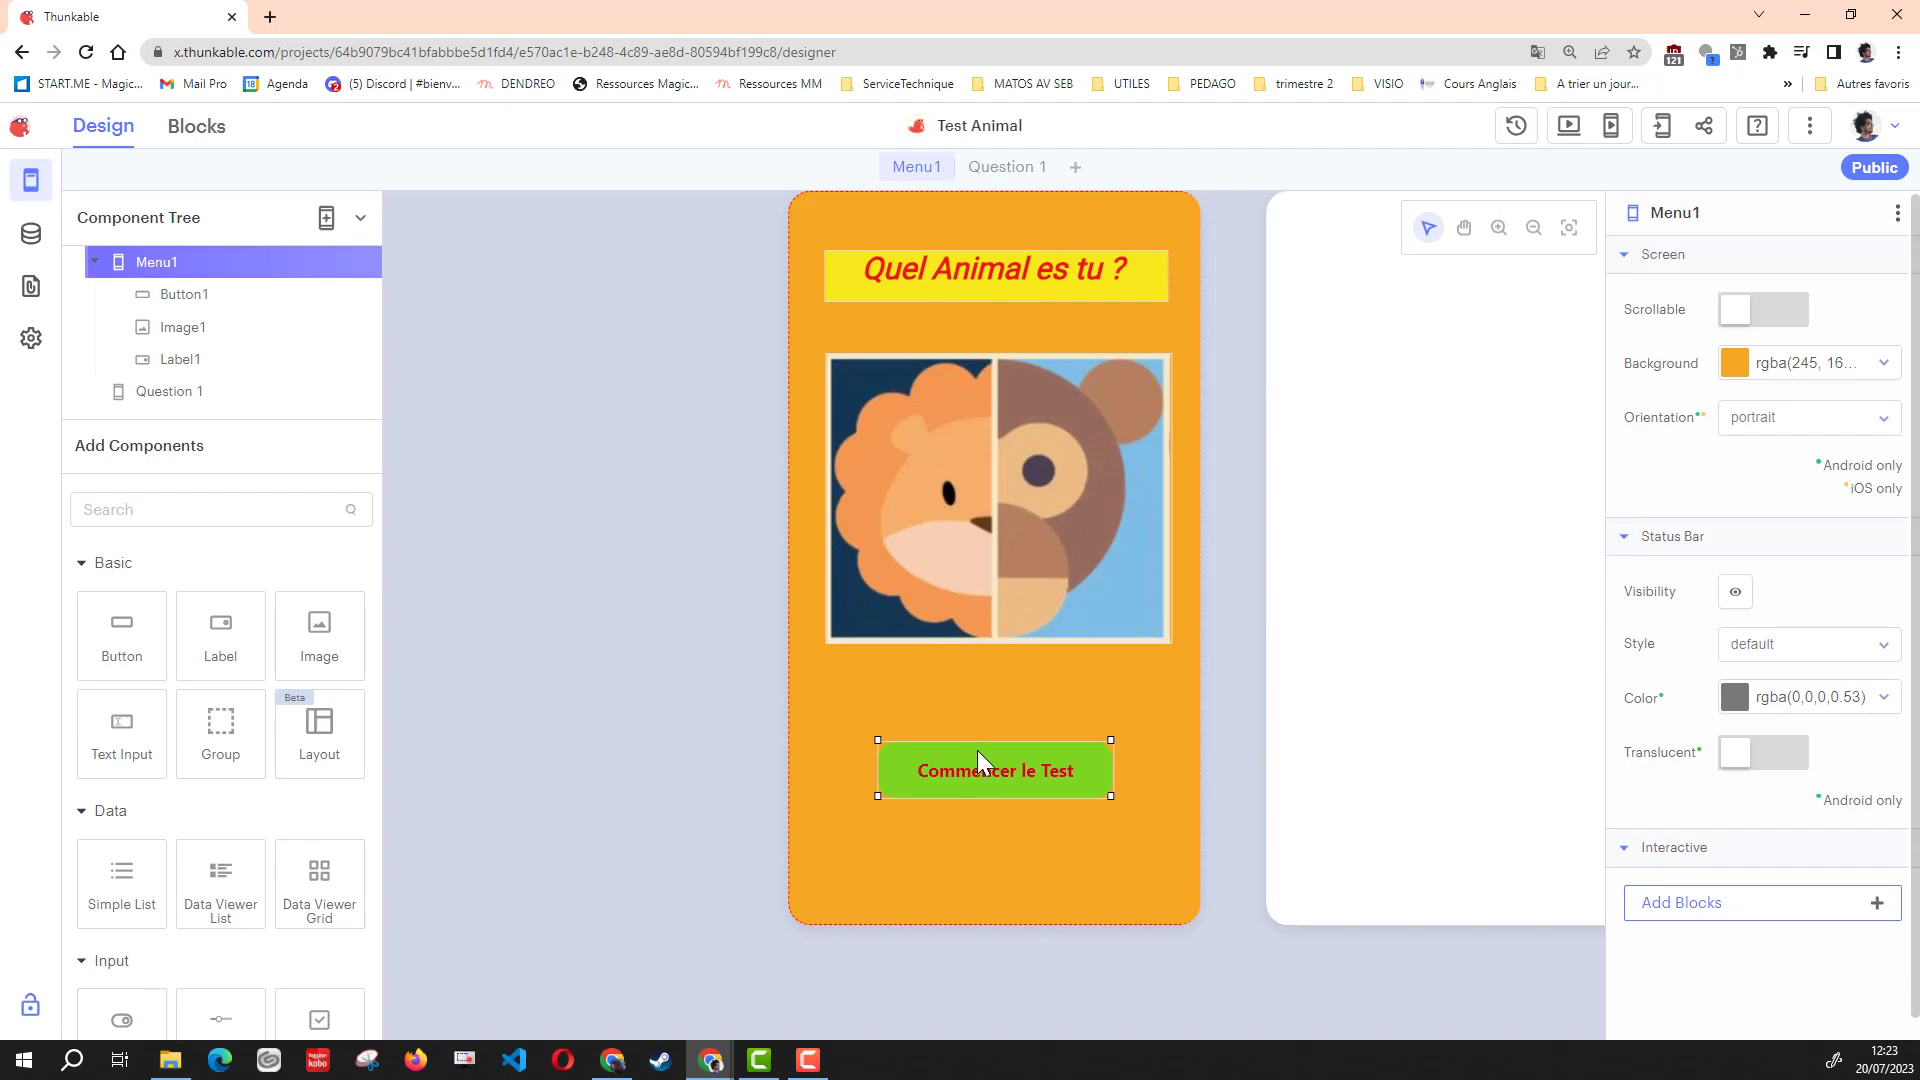 Thunkable
x.thunkable.com/projects/64b9079bc41bfabbbe5d1fd4/e570ac1e-b248-4c89-ae8d-80594bf199c8/designer
121
?
START.ME - Magic...
Mail Pro
18
Agenda
2
(5) Discord | #bienv...
DENDREO
Ressources Magic...
Ressources MM
ServiceTechnique
MATOS AV SEB
UTILES
PEDAGO
trimestre 2
VISIO
Cours Anglais
A trier un jour...
»
Autres favoris
Design
Blocks
Test Animal
Menu1
Question 1
+
Public
Component Tree
Menu1
Button1
Image1
Label1
Question 1
Add Components
Search
Basic
Button
Label
Image
Text Input
Group
Beta
Layout
Data
Simple List
Data Viewer
List
Data Viewer
Grid
Input
Quel Animal es tu ?
Commencer le Test
Menu1
Screen
Scrollable
Background
rgba(245, 16...
Orientation
portrait
Android only
iOS only
Status Bar
Visibility
Style
default
Color
rgba(0,0,0,0.53)
Translucent
Android only
Interactive
Add Blocks
+
Rakuten
kobo
12:23
20/07/2023